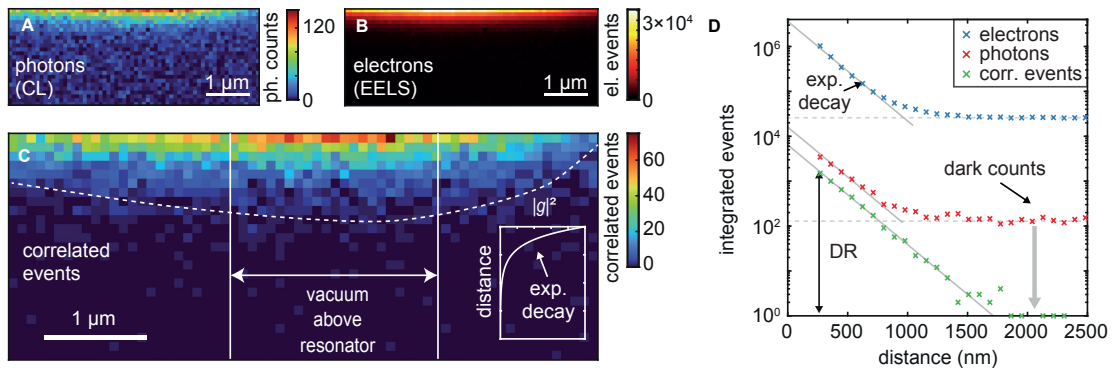 A
photons
(CL)
1 µm
120
0
ph. counts
B
electrons
(EELS)
1 µm
3×10⁴
0
el. events
C
correlated
events
1 µm
vacuum
above
resonator
|g|²
distance
exp.
decay
60
40
20
0
correlated events
D
electrons
photons
corr. events
exp.
decay
dark counts
DR
10⁶
10⁴
10²
10⁰
integrated events
0
500
1000
1500
2000
2500
distance (nm)